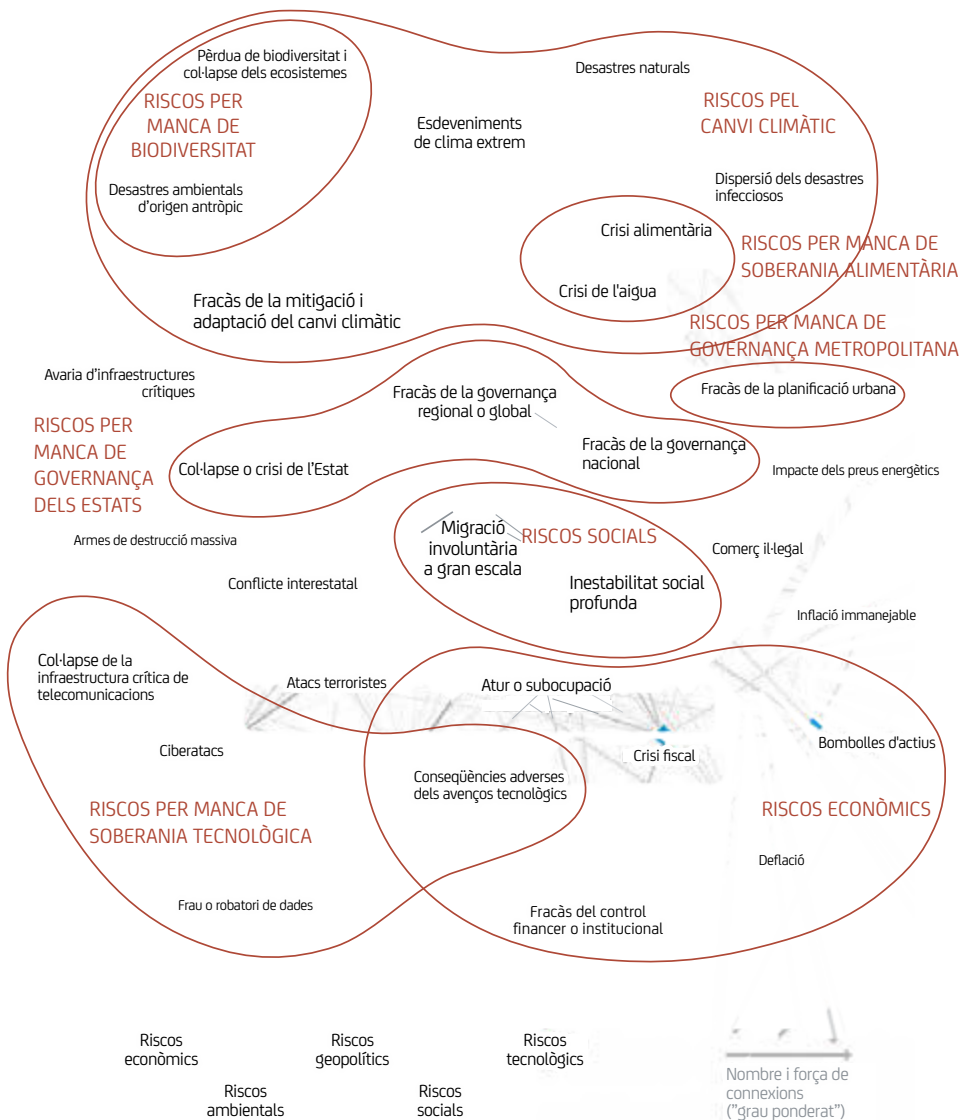 Pèrdua de biodiversitat i
col·lapse dels ecosistemes
Desastres naturals
RISCOS PER
MANCA DE
BIODIVERSITAT
RISCOS PEL
CANVI CLIMÀTIC
Esdeveniments
de clima extrem
Desastres ambientals
d'origen antròpic
Dispersió dels desastres
infecciosos
Crisi alimentària
RISCOS PER MANCA DE
SOBERANIA ALIMENTÀRIA
Crisi de l'aigua
Fracàs de la mitigació i
adaptació del canvi climàtic
RISCOS PER MANCA DE
GOVERNANÇA METROPOLITANA
Avaria d'infraestructures
crítiques
Fracàs de la governança
regional o global
Fracàs de la planificació urbana
RISCOS PER
MANCA DE
GOVERNANÇA
DELS ESTATS
Col·lapse o crisi de l'Estat
Fracàs de la governança
nacional
Impacte dels preus energètics
Armes de destrucció massiva
Migració
involuntària
a gran escala
RISCOS SOCIALS
Comerç il·legal
Conflicte interestatal
Inestabilitat social
profunda
Inflació immanejable
Col·lapse de la
infraestructura crítica de
telecomunicacions
Atacs terroristes
Atur o subocupació
Ciberatacs
Crisi fiscal
Bombolles d'actius
Conseqüències adverses
dels avenços tecnològics
RISCOS PER MANCA DE
SOBERANIA TECNOLÒGICA
RISCOS ECONÒMICS
Deflació
Frau o robatori de dades
Fracàs del control
financer o institucional
Riscos
econòmics
Riscos
geopolítics
Riscos
tecnològics
Riscos
ambientals
Riscos
socials
Nombre i força de
connexions
("grau ponderat")